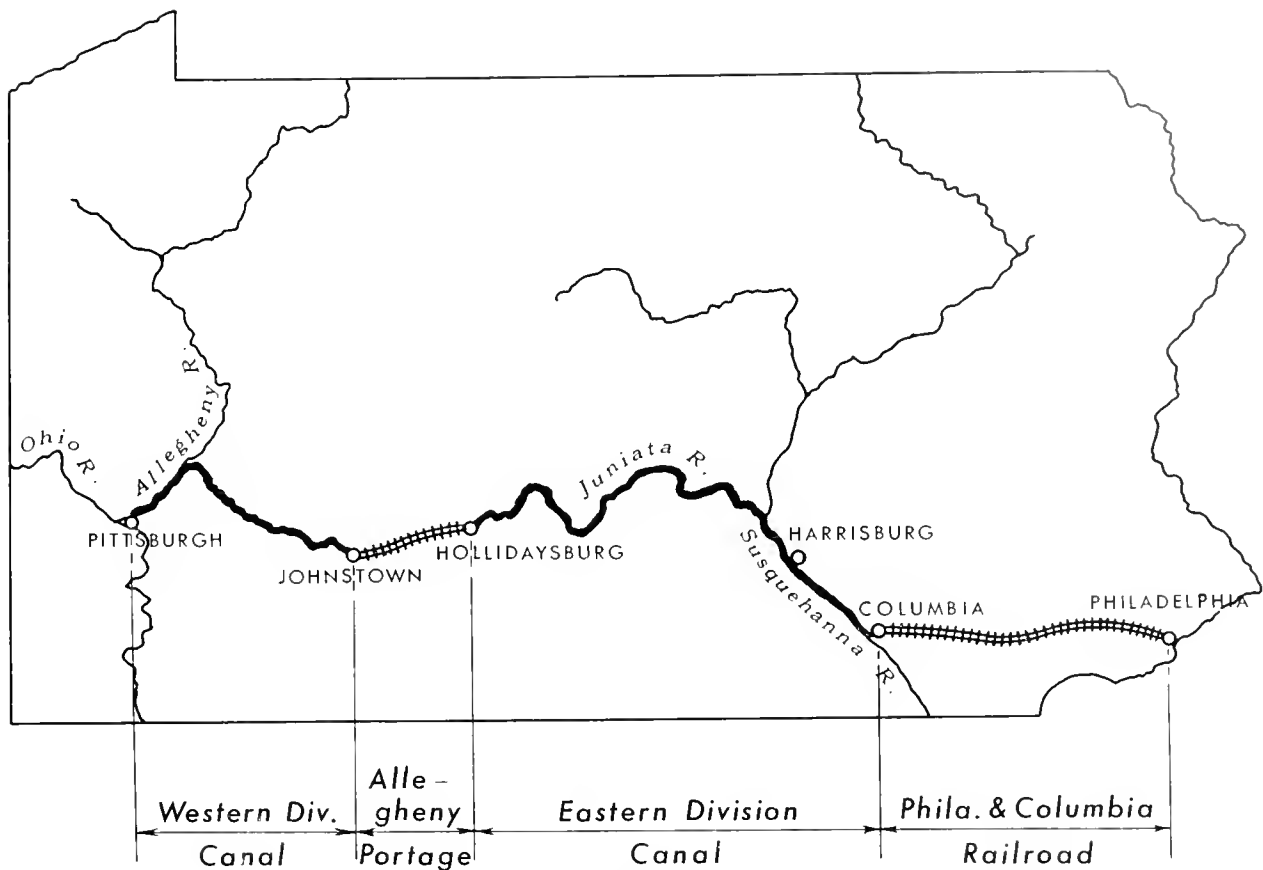 Ohio R.
Allegheny R.
Juniata R.
Susquehanna R.
PITTSBURGH
JOHNSTOWN
HOLLIDAYSBURG
HARRISBURG
COLUMBIA
PHILADELPHIA
Western Div.
Canal
Alle-
gheny
Portage
Eastern Division
Canal
Phila. & Columbia
Railroad